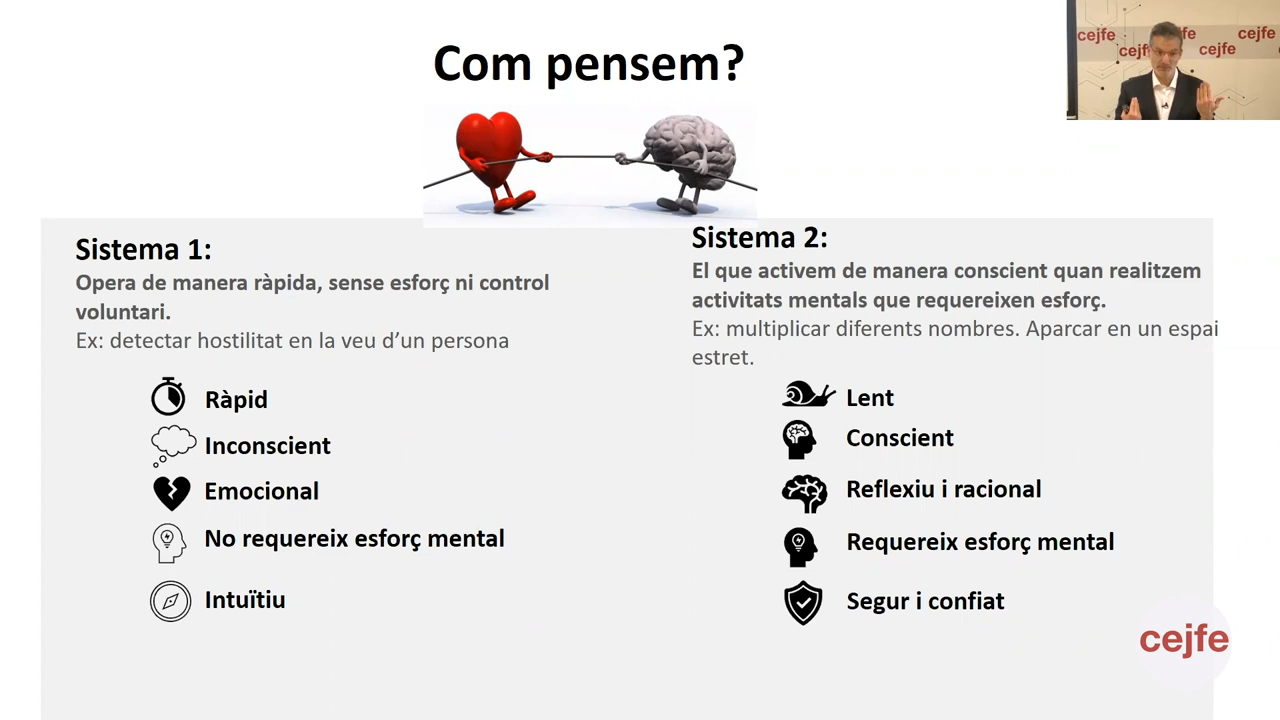 Com pensem?
cejfe
cejfe
cejfe
cejfe
Sistema 1:
Opera de manera ràpida, sense esforç ni control
voluntari.
Ex: detectar hostilitat en la veu d’un persona
Ràpid
Inconscient
Emocional
No requereix esforç mental
Intuïtiu
Sistema 2:
El que activem de manera conscient quan realitzem
activitats mentals que requereixen esforç.
Ex: multiplicar diferents nombres. Aparcar en un espai
estret.
Lent
Conscient
Reflexiu i racional
Requereix esforç mental
Segur i confiat
cejfe